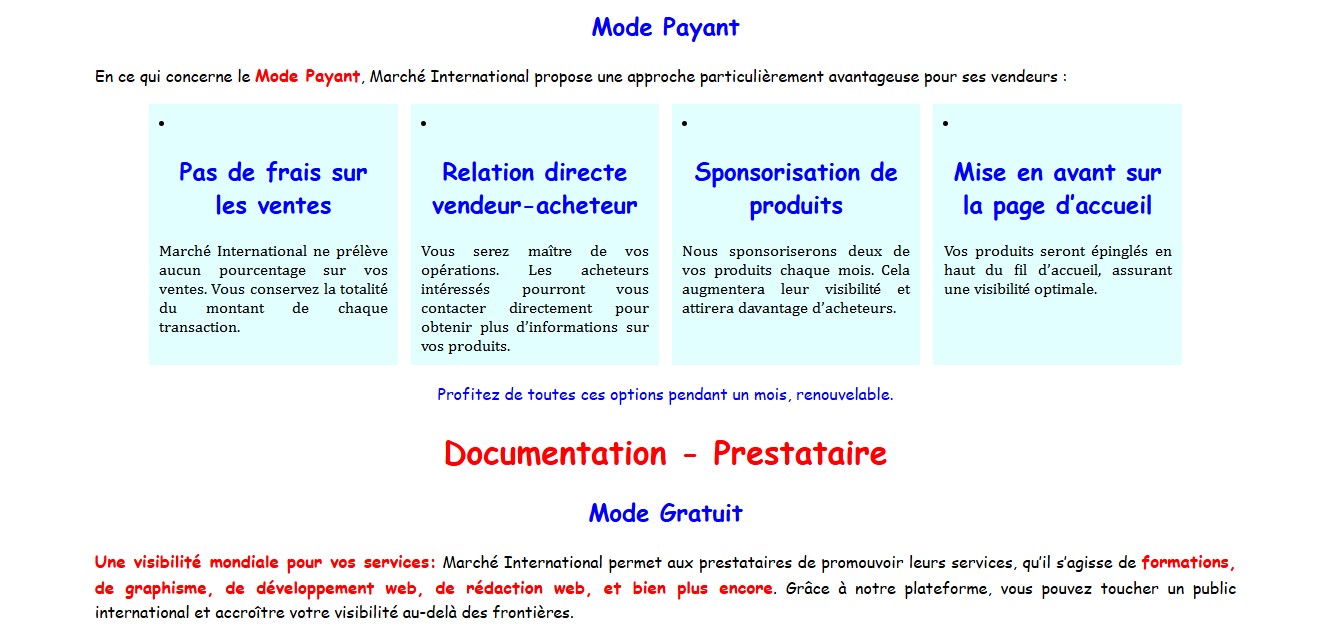 Mode Payant
En ce qui concerne le Mode Payant, Marché International propose une approche particulièrement avantageuse pour ses vendeurs :
Pas de frais sur
les ventes
Marché International ne prélève
aucun pourcentage sur vos
ventes. Vous conservez la totalité
du montant de chaque
transaction.
Relation directe
vendeur-acheteur
Vous serez maître de vos
opérations. Les acheteurs
intéressés pourront vous
contacter directement pour
obtenir plus d’informations sur
vos produits.
Sponsorisation de
produits
Nous sponsoriserons deux de
vos produits chaque mois. Cela
augmentera leur visibilité et
attirera davantage d’acheteurs.
Mise en avant sur
la page d’accueil
Vos produits seront épinglés en
haut du fil d’accueil, assurant
une visibilité optimale.
Profitez de toutes ces options pendant un mois, renouvelable.
Documentation - Prestataire
Mode Gratuit
Une visibilité mondiale pour vos services: Marché International permet aux prestataires de promouvoir leurs services, qu’il s’agisse de formations,
de graphisme, de développement web, de rédaction web, et bien plus encore. Grâce à notre plateforme, vous pouvez toucher un public
international et accroître votre visibilité au-delà des frontières.